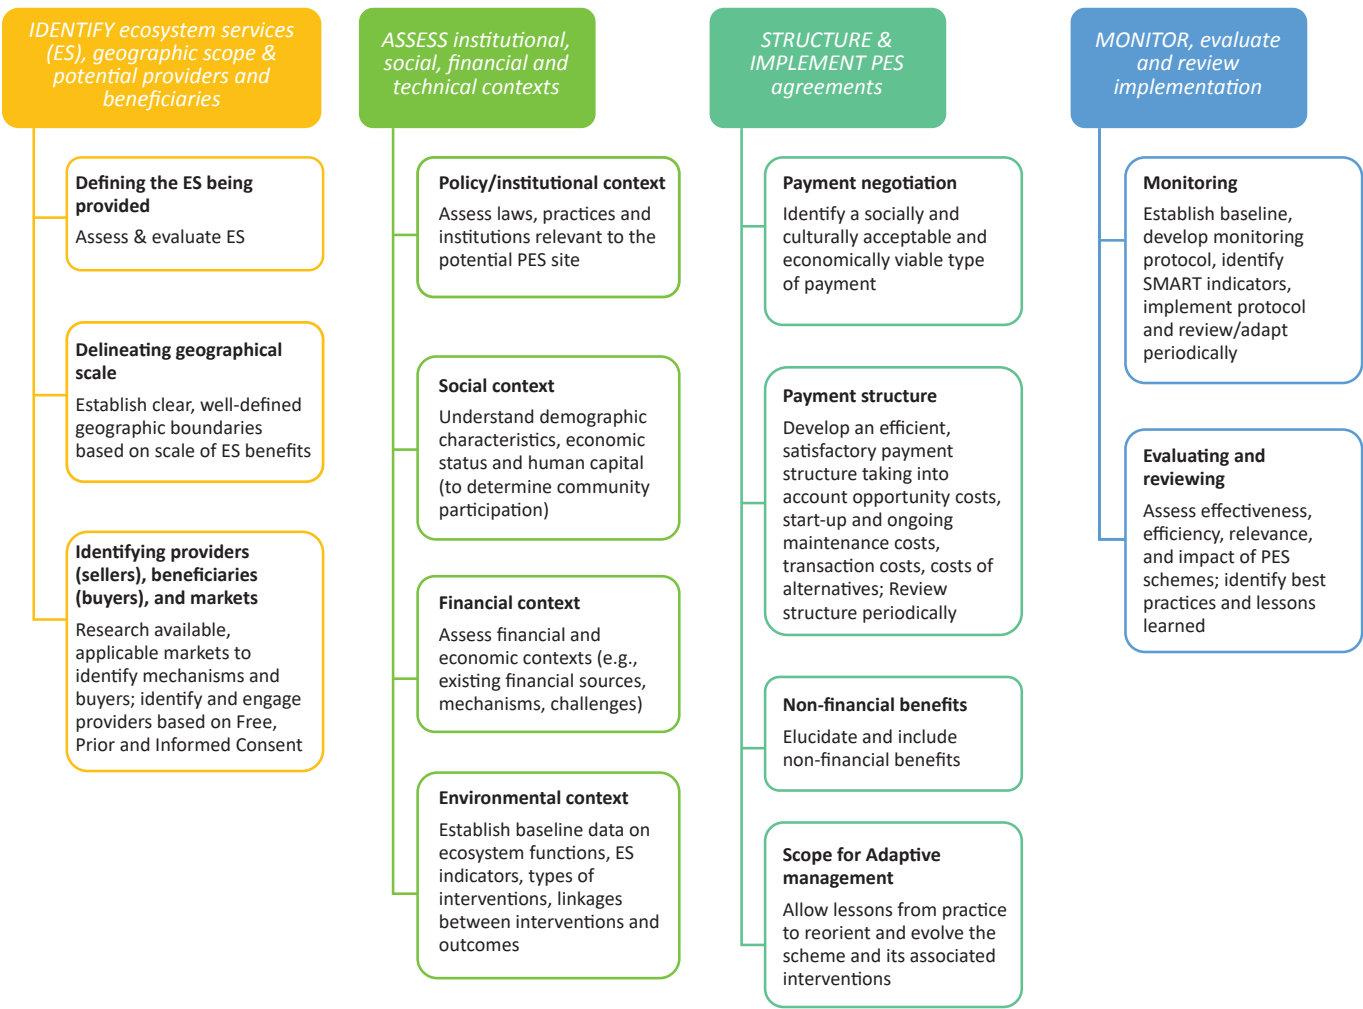 IDENTIFY ecosystem services
(ES), geographic scope &
potential providers and
beneficiaries
Defining the ES being
provided
Assess & evaluate ES
Delineating geographical
scale
Establish clear, well-defined
geographic boundaries
based on scale of ES benefits
Identifying providers
(sellers), beneficiaries
(buyers), and markets
Research available,
applicable markets to
identify mechanisms and
buyers; identify and engage
providers based on Free,
Prior and Informed Consent
ASSESS institutional,
social, financial and
technical contexts
Policy/institutional context
Assess laws, practices and
institutions relevant to the
potential PES site
Social context
Understand demographic
characteristics, economic
status and human capital
(to determine community
participation)
Financial context
Assess financial and
economic contexts (e.g.,
existing financial sources,
mechanisms, challenges)
Environmental context
Establish baseline data on
ecosystem functions, ES
indicators, types of
interventions, linkages
between interventions and
outcomes
STRUCTURE &
IMPLEMENT PES
agreements
Payment negotiation
Identify a socially and
culturally acceptable and
economically viable type
of payment
Payment structure
Develop an efficient,
satisfactory payment
structure taking into
account opportunity costs,
start-up and ongoing
maintenance costs,
transaction costs, costs of
alternatives; Review
structure periodically
Non-financial benefits
Elucidate and include
non-financial benefits
Scope for Adaptive
management
Allow lessons from practice
to reorient and evolve the
scheme and its associated
interventions
MONITOR, evaluate
and review
implementation
Monitoring
Establish baseline,
develop monitoring
protocol, identify
SMART indicators,
implement protocol
and review/adapt
periodically
Evaluating and
reviewing
Assess effectiveness,
efficiency, relevance,
and impact of PES
schemes; identify best
practices and lessons
learned